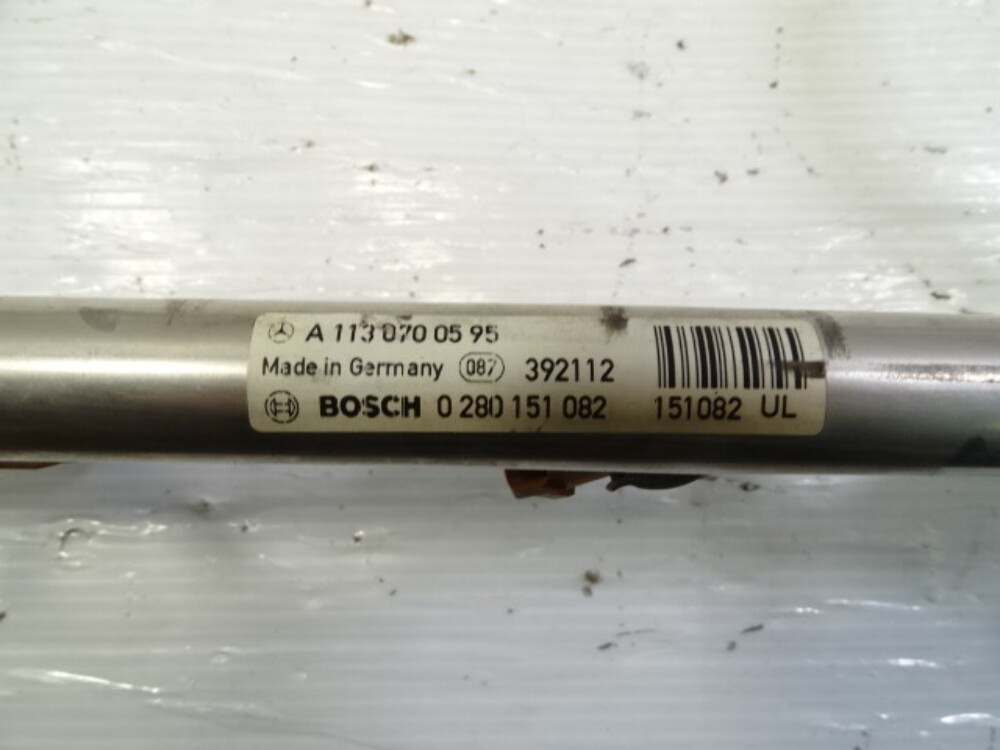 A 113 070 05 95
Made in Germany 087 392112
BOSCH 0 280 151 082 151082 UL